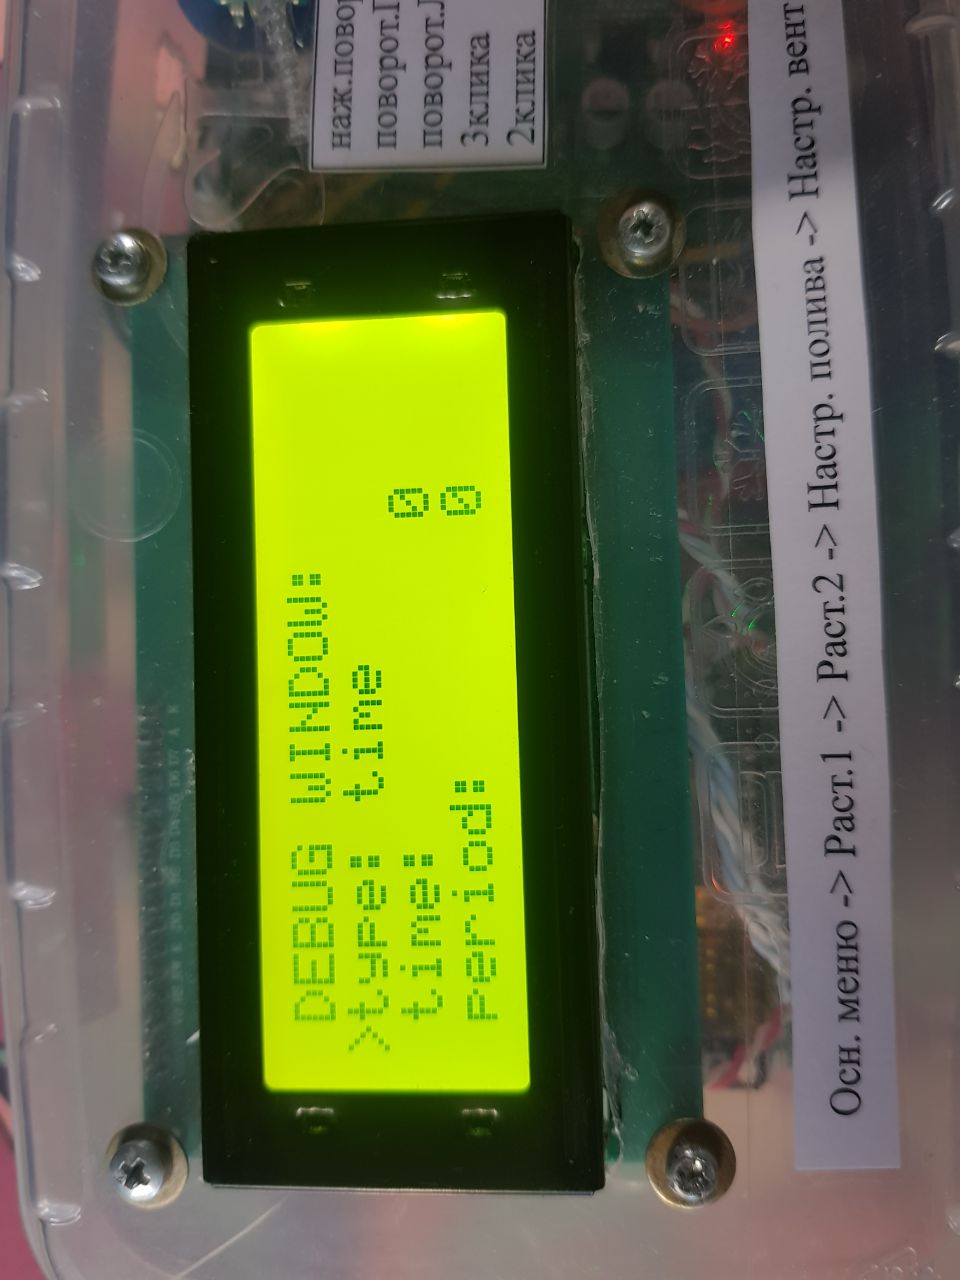 наж.повор
поворот.
поворот.
3клика
2клика
DEBUG WINDOW:
>type: time
time: 0
period: 0
Осн. меню -> Раст.1 -> Раст.2 -> Настр. полива -> Настр. вент